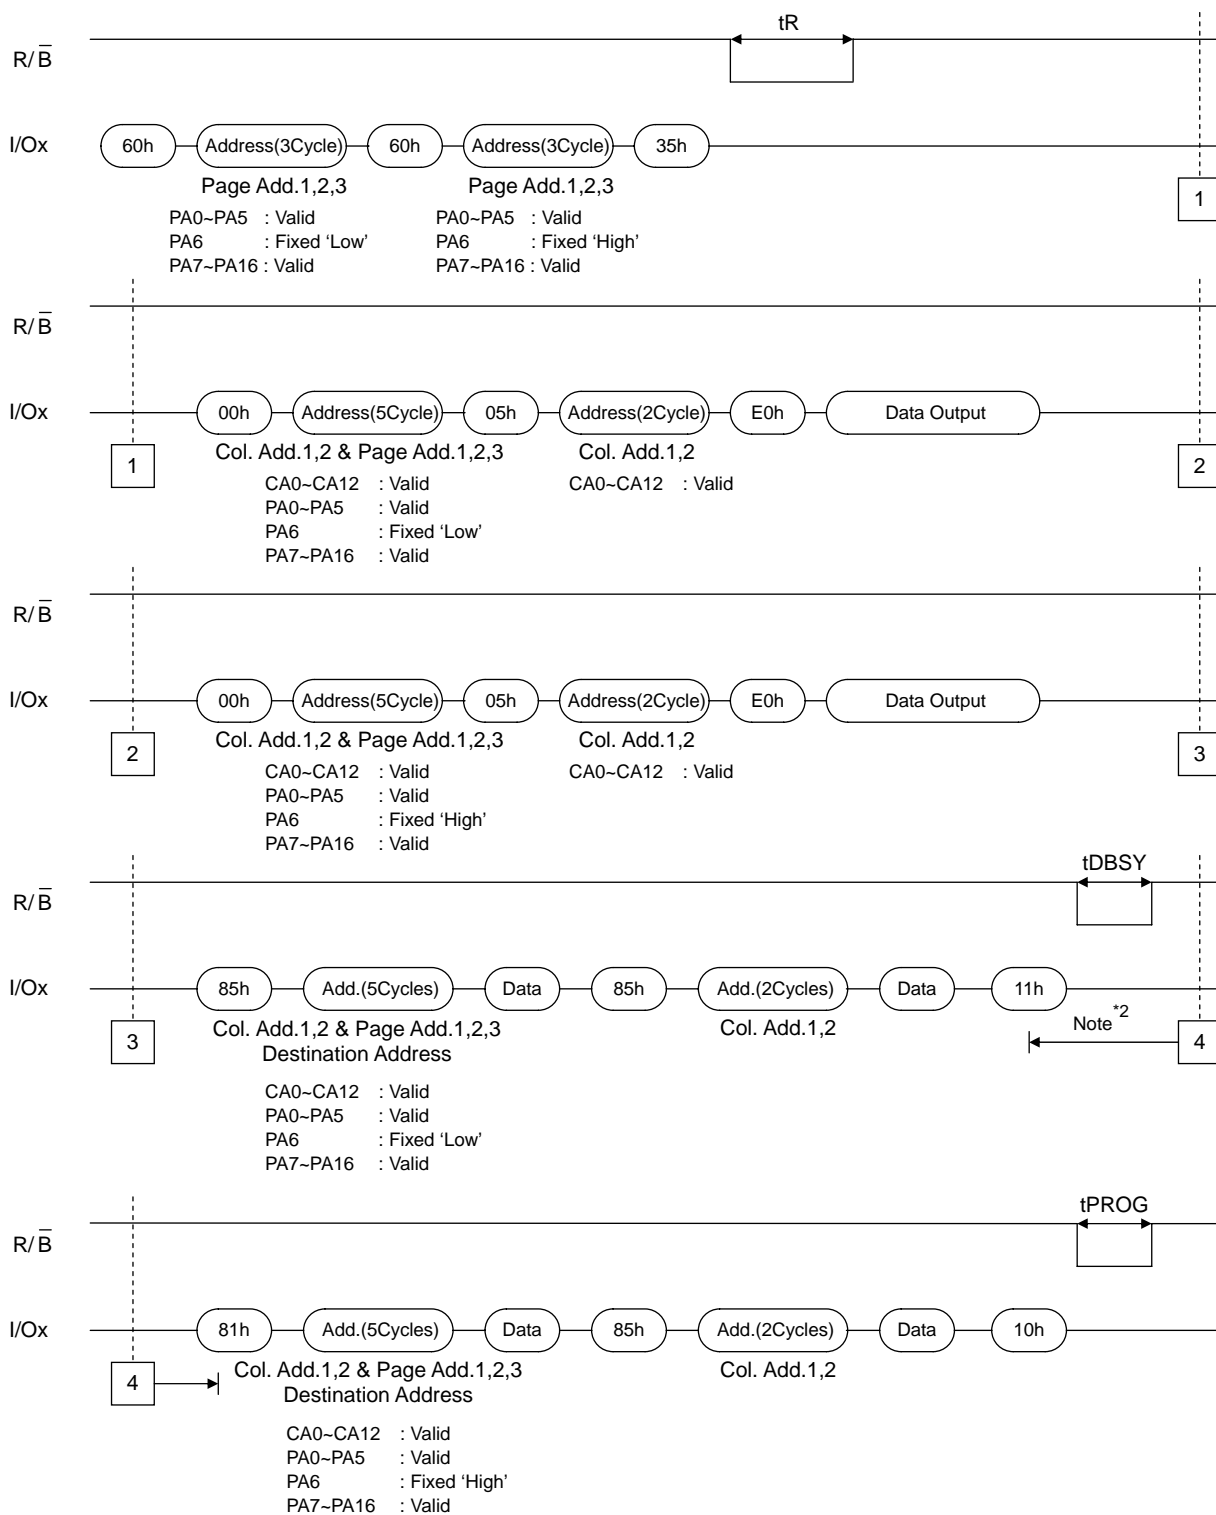 tR
R/B̅
I/Ox 60h Address(3Cycle) 60h Address(3Cycle) 35h
Page Add.1,2,3 Page Add.1,2,3
1
PA0~PA5 : Valid PA0~PA5 : Valid
PA6 : Fixed ‘Low’ PA6 : Fixed ‘High’
PA7~PA16 : Valid PA7~PA16 : Valid
R/B̅
I/Ox 00h Address(5Cycle) 05h Address(2Cycle) E0h Data Output
Col. Add.1,2 & Page Add.1,2,3 Col. Add.1,2
1 2
CA0~CA12 : Valid CA0~CA12 : Valid
PA0~PA5 : Valid
PA6 : Fixed ‘Low’
PA7~PA16 : Valid
R/B̅
I/Ox 00h Address(5Cycle) 05h Address(2Cycle) E0h Data Output
Col. Add.1,2 & Page Add.1,2,3 Col. Add.1,2
2 3
CA0~CA12 : Valid CA0~CA12 : Valid
PA0~PA5 : Valid
PA6 : Fixed ‘High’
PA7~PA16 : Valid
tDBSY
R/B̅
I/Ox 85h Add.(5Cycles) Data 85h Add.(2Cycles) Data 11h
Col. Add.1,2 & Page Add.1,2,3 Col. Add.1,2 Note*2
3 4
Destination Address
CA0~CA12 : Valid
PA0~PA5 : Valid
PA6 : Fixed ‘Low’
PA7~PA16 : Valid
tPROG
R/B̅
I/Ox 81h Add.(5Cycles) Data 85h Add.(2Cycles) Data 10h
Col. Add.1,2 & Page Add.1,2,3 Col. Add.1,2
4
Destination Address
CA0~CA12 : Valid
PA0~PA5 : Valid
PA6 : Fixed ‘High’
PA7~PA16 : Valid